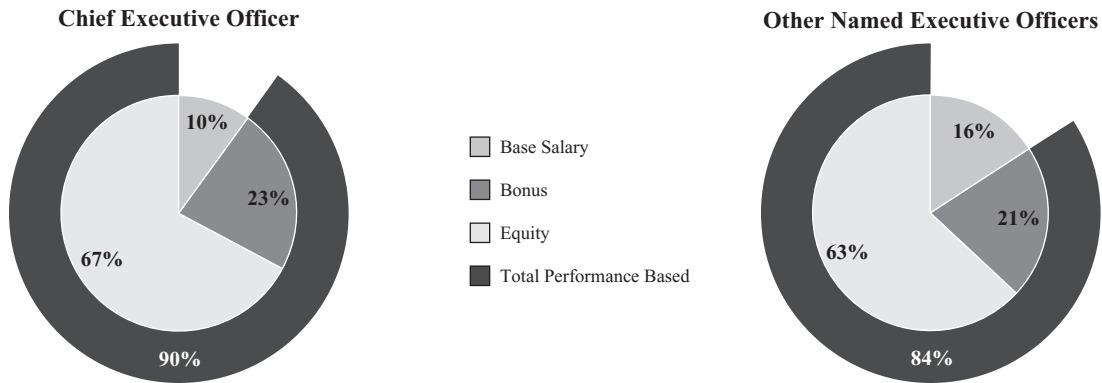 Chief Executive Officer
10%
23%
67%
90%
Base Salary
Bonus
Equity
Total Performance Based
Other Named Executive Officers
16%
21%
63%
84%